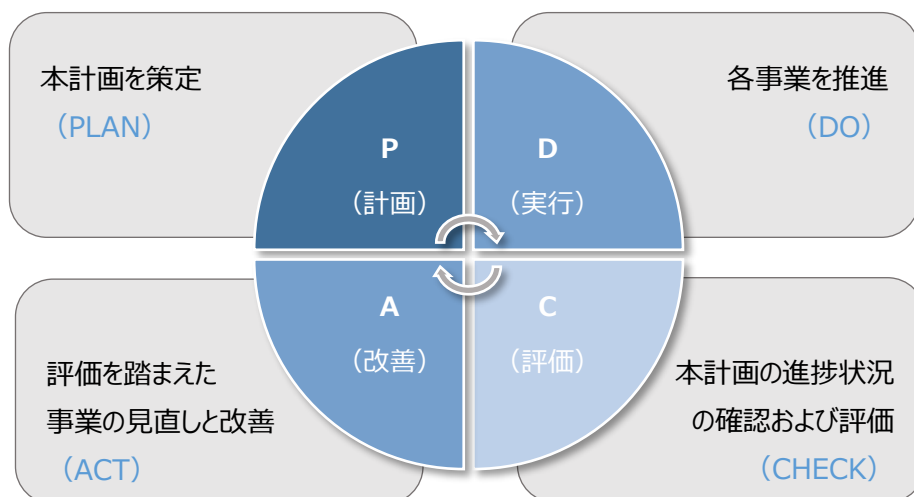 本計画を策定
（PLAN）
各事業を推進
（DO）
P
（計画）
D
（実行）
A
（改善）
C
（評価）
評価を踏まえた
事業の見直しと改善
（ACT）
本計画の進捗状況
の確認および評価
（CHECK）